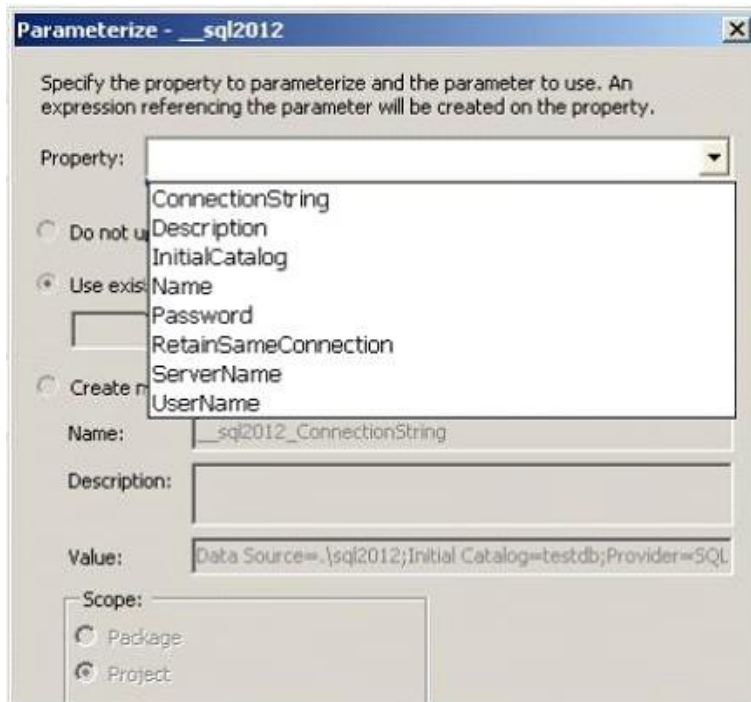 Parameterize - __sql2012
Specify the property to parameterize and the parameter to use. An
expression referencing the parameter will be created on the property.
Property:
ConnectionString
Description
InitialCatalog
Name
Password
RetainSameConnection
ServerName
UserName
Do not u
Use exis
Create n
Name: __sql2012_ConnectionString
Description:
Value: Data Source=.\sql2012;Initial Catalog=testdb;Provider=SQL
Scope:
Package
Project